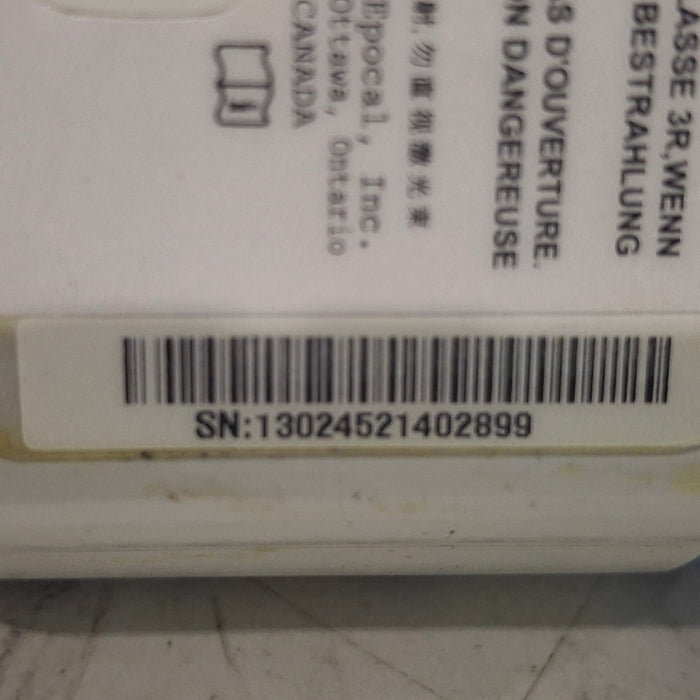 LASSE 3R, WENN
BESTRAHLUNG
S D'OUVERTURE.
ON DANGEREUSE
射. 勿直视激光束
Epocal, Inc.
Ottawa, Ontario
CANADA
SN:13024521402899